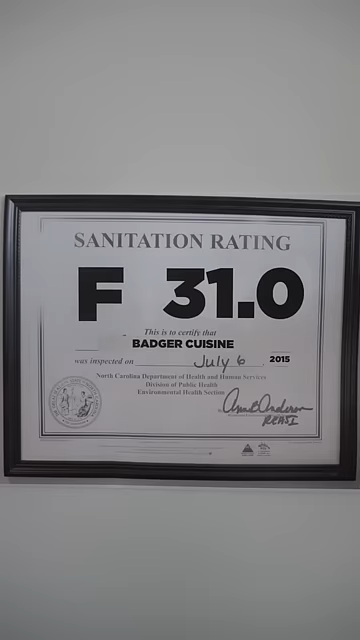 SANITATION RATING
F 31.0
This is to certify that
BADGER CUISINE
was inspected on July 6, 2015
North Carolina Department of Health and Human Services
Division of Public Health
Environmental Health Section
REHSI